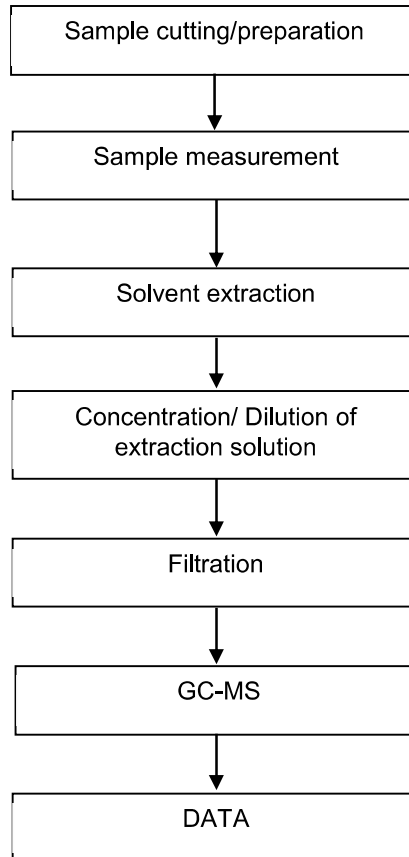 Sample cutting/preparation
Sample measurement
Solvent extraction
Concentration/ Dilution of
extraction solution
Filtration
GC-MS
DATA